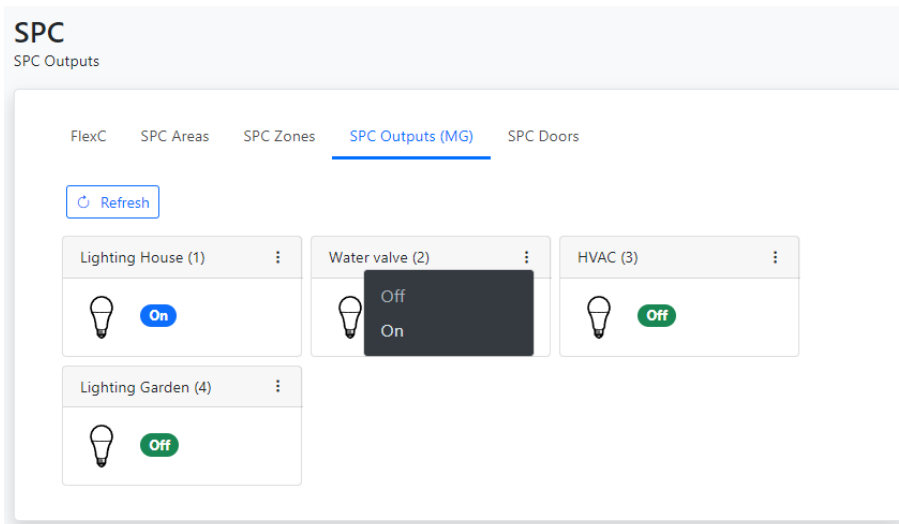 SPC
SPC Outputs
FlexC SPC Areas SPC Zones SPC Outputs (MG) SPC Doors
Refresh
Lighting House (1)
On
Water valve (2)
Off
On
HVAC (3)
Off
Lighting Garden (4)
Off